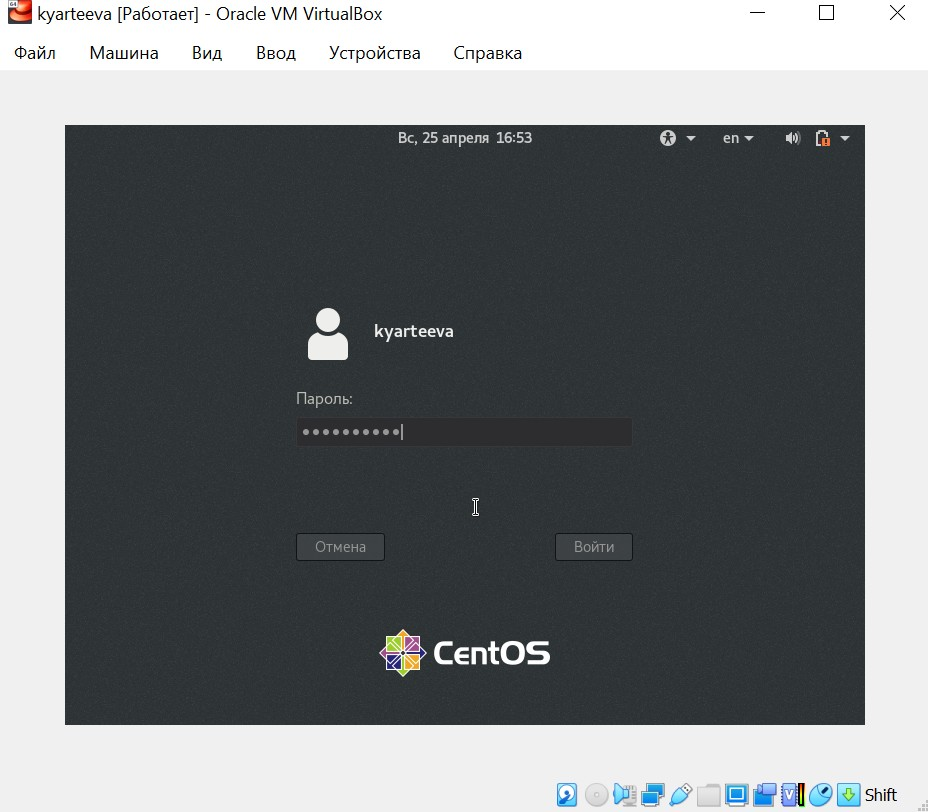 kyarteeva [Работает] - Oracle VM VirtualBox
Файл Машина Вид Ввод Устройства Справка
Вс, 25 апреля 16:53 en
kyarteeva
Пароль:
••••••••••
Отмена Войти
CentOS
Shift